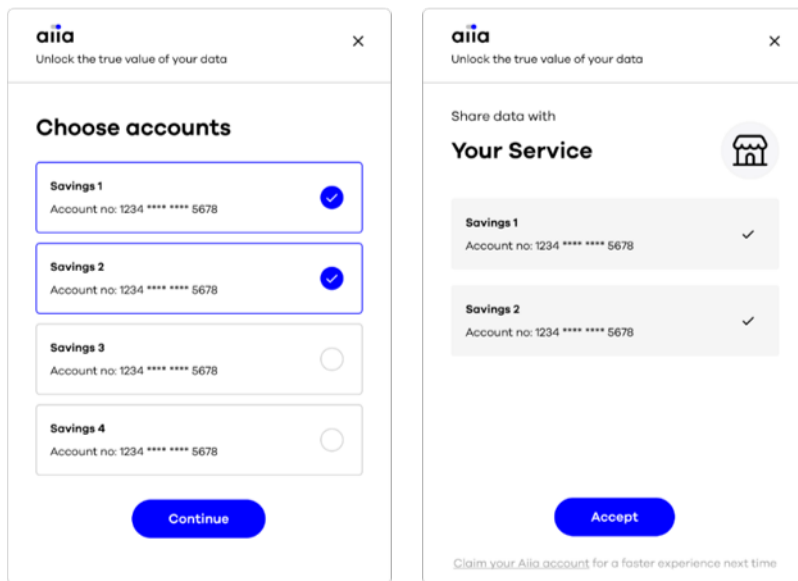 aiia
Unlock the true value of your data
Choose accounts
Savings 1
Account no: 1234 **** **** 5678
Savings 2
Account no: 1234 **** **** 5678
Savings 3
Account no: 1234 **** **** 5678
Savings 4
Account no: 1234 **** **** 5678
Continue
aiia
Unlock the true value of your data
Share data with
Your Service
Savings 1
Account no: 1234 **** **** 5678
Savings 2
Account no: 1234 **** **** 5678
Accept
Claim your Aiia account for a faster experience next time